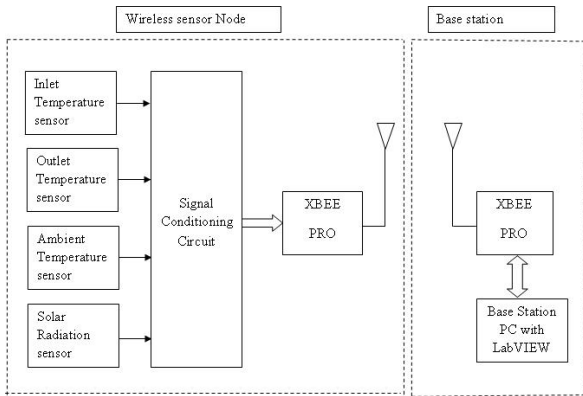 Wireless sensor Node
Base station
Inlet
Temperature
sensor
Outlet
Temperature
sensor
Ambient
Temperature
sensor
Solar
Radiation
sensor
Signal
Conditioning
Circuit
XBEE
PRO
XBEE
PRO
Base Station
PC with
LabVIEW